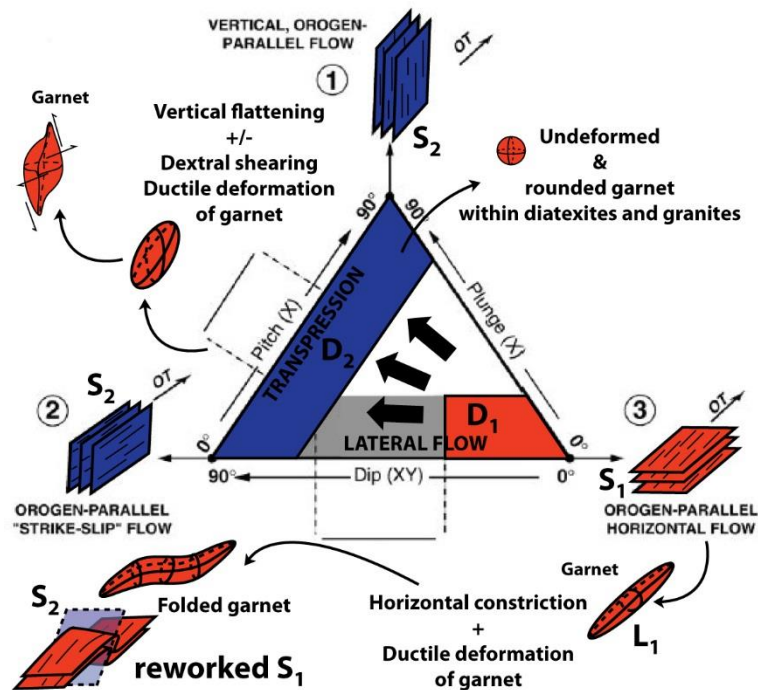 VERTICAL, OROGEN-
PARALLEL FLOW
OT
1
S2
Garnet
Vertical flattening
+/-
Dextral shearing
Ductile deformation
of garnet
Undeformed
&
rounded garnet
within diatexites and granites
90°
90°
Pitch (X)
Plunge (X)
TRANSPRESSION
D2
S2
OT
2
0°
D1
LATERAL FLOW
3
OT
0°
S1
90°
Dip (XY)
0°
OROGEN-PARALLEL
"STRIKE-SLIP" FLOW
OROGEN-PARALLEL
HORIZONTAL FLOW
Folded garnet
S2
reworked S1
Horizontal constriction
+
Ductile deformation
of garnet
Garnet
L1